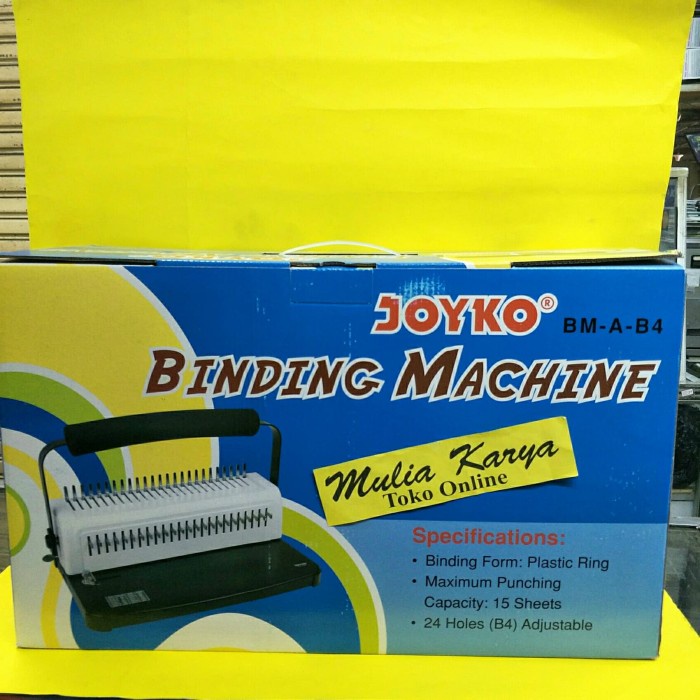 JOYKO® BM-A-B4
BINDING MACHINE
Mulia Karya
Toko Online
Specifications:
• Binding Form: Plastic Ring
• Maximum Punching
Capacity: 15 Sheets
• 24 Holes (B4) Adjustable